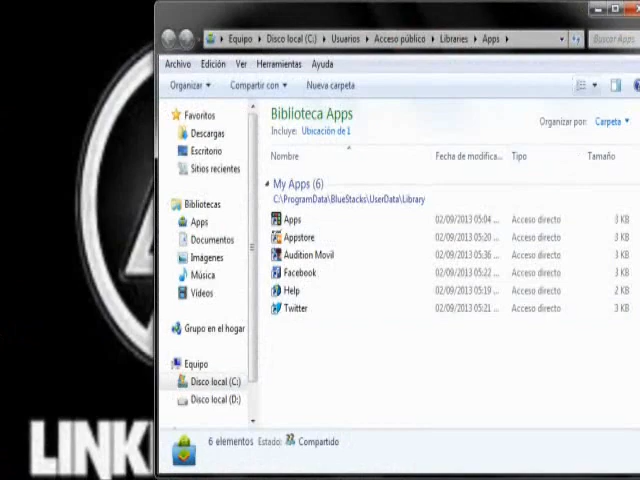 Equipo ▸ Disco local (C:) ▸ Usuarios ▸ Acceso público ▸ Libraries ▸ Apps ▸
Buscar Apps
Archivo Edición Ver Herramientas Ayuda
Organizar Compartir con Nueva carpeta
Favoritos
Descargas
Escritorio
Sitios recientes
Bibliotecas
Apps
Documentos
Imágenes
Música
Vídeos
Grupo en el hogar
Equipo
Disco local (C:)
Disco local (D:)
Biblioteca Apps
Incluye: Ubicación de 1
Organizar por: Carpeta
Nombre Fecha de modifica... Tipo Tamaño
My Apps (6)
C:\ProgramData\BlueStacks\UserData\Library
Apps 02/09/2013 05:04 ... Acceso directo 3 KB
Appstore 02/09/2013 05:20 ... Acceso directo 3 KB
Audition Movil 02/09/2013 05:36 ... Acceso directo 3 KB
Facebook 02/09/2013 05:22 ... Acceso directo 3 KB
Help 02/09/2013 05:19 ... Acceso directo 2 KB
Twitter 02/09/2013 05:21 ... Acceso directo 3 KB
6 elementos Estado: Compartido
LINK